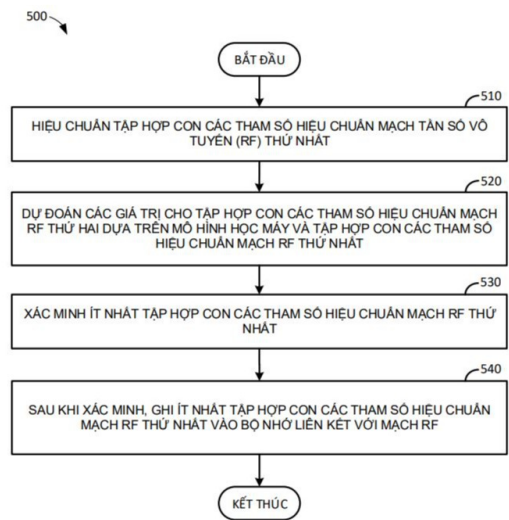 500
BẮT ĐẦU
510
HIỆU CHUẨN TẬP HỢP CON CÁC THAM SỐ HIỆU CHUẨN MẠCH TẦN SỐ VÔ
TUYẾN (RF) THỨ NHẤT
520
DỰ ĐOÁN CÁC GIÁ TRỊ CHO TẬP HỢP CON CÁC THAM SỐ HIỆU CHUẨN MẠCH
RF THỨ HAI DỰA TRÊN MÔ HÌNH HỌC MÁY VÀ TẬP HỢP CON CÁC THAM SỐ
HIỆU CHUẨN MẠCH RF THỨ NHẤT
530
XÁC MINH ÍT NHẤT TẬP HỢP CON CÁC THAM SỐ HIỆU CHUẨN MẠCH RF THỨ
NHẤT
540
SAU KHI XÁC MINH, GHI ÍT NHẤT TẬP HỢP CON CÁC THAM SỐ HIỆU CHUẨN
MẠCH RF THỨ NHẤT VÀO BỘ NHỚ LIÊN KẾT VỚI MẠCH RF
KẾT THÚC